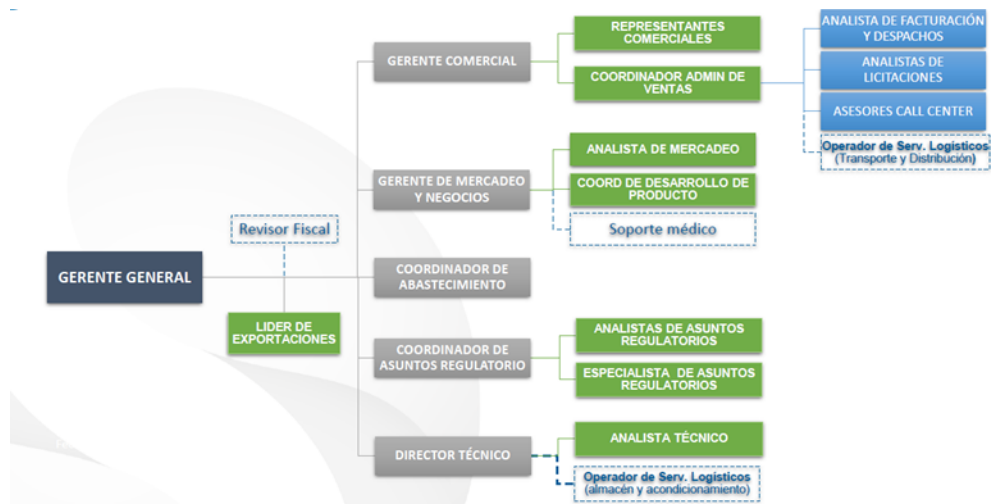 REPRESENTANTES
COMERCIALES
ANALISTA DE FACTURACIÓN
Y DESPACHOS
GERENTE COMERCIAL
COORDINADOR ADMIN DE
VENTAS
ANALISTAS DE
LICITACIONES
ASESORES CALL CENTER
Operador de Serv. Logísticos
(Transporte y Distribución)
ANALISTA DE MERCADEO
GERENTE DE MERCADEO
Y NEGOCIOS
COORD DE DESARROLLO DE
PRODUCTO
Soporte médico
Revisor Fiscal
GERENTE GENERAL
COORDINADOR DE
ABASTECIMIENTO
LIDER DE
EXPORTACIONES
ANALISTAS DE ASUNTOS
REGULATORIOS
COORDINADOR DE
ASUNTOS REGULATORIO
ESPECIALISTA DE ASUNTOS
REGULATORIOS
ANALISTA TÉCNICO
DIRECTOR TÉCNICO
Operador de Serv. Logísticos
(almacén y acondicionamiento)